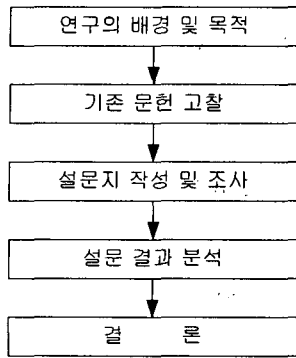 연구의 배경 및 목적
기존 문헌 고찰
설문지 작성 및 조사
설문 결과 분석
결 론